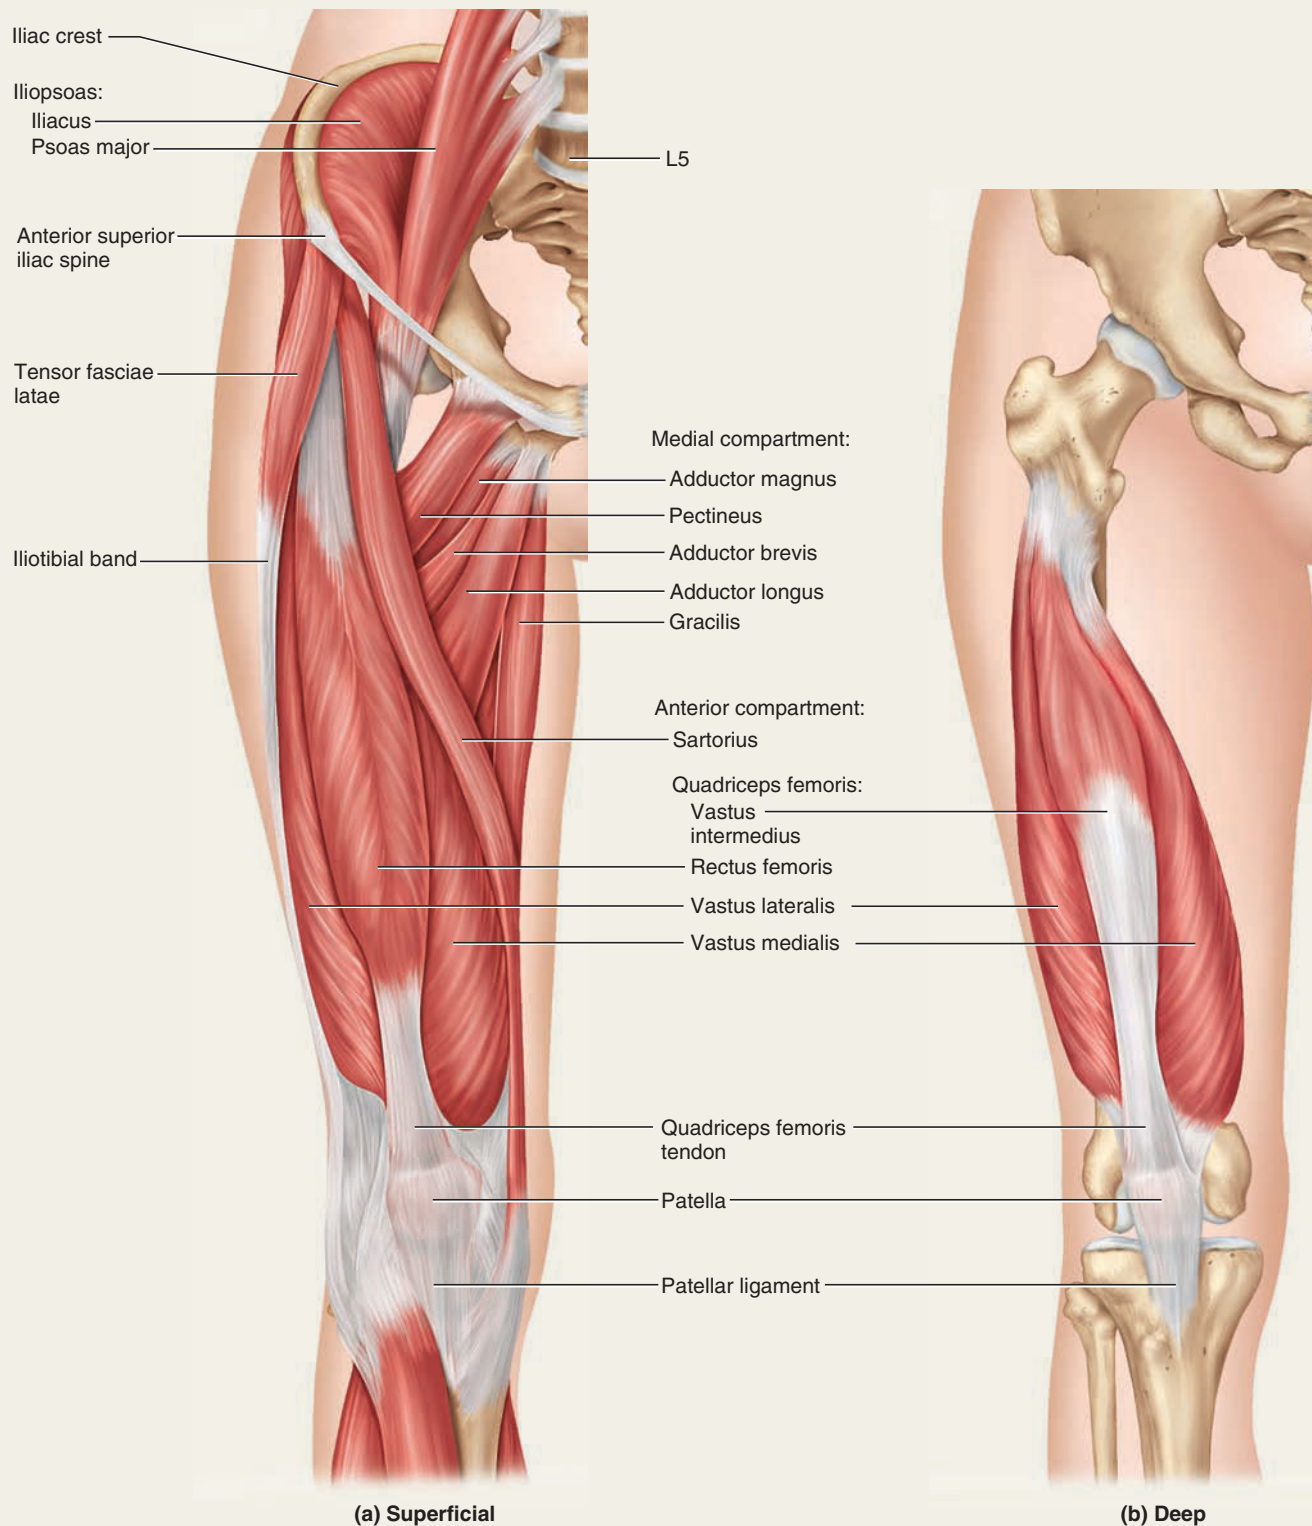 Iliac crest
Iliopsoas:
Iliacus
Psoas major
L5
Anterior superior
iliac spine
Tensor fasciae
latae
Iliotibial band
Medial compartment:
Adductor magnus
Pectineus
Adductor brevis
Adductor longus
Gracilis
Anterior compartment:
Sartorius
Quadriceps femoris:
Vastus
intermedius
Rectus femoris
Vastus lateralis
Vastus medialis
Quadriceps femoris
tendon
Patella
Patellar ligament
(a) Superficial
(b) Deep